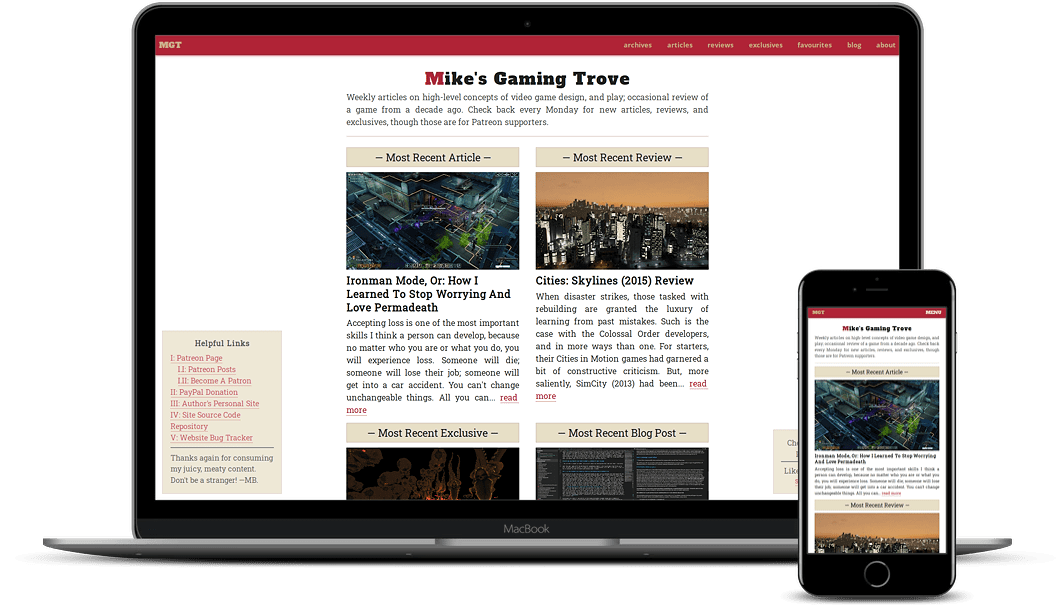 MGT
archives articles reviews exclusives favourites blog about
Mike's Gaming Trove
Weekly articles on high-level concepts of video game design, and play; occasional review of
a game from a decade ago. Check back every Monday for new articles, reviews, and
exclusives, though those are for Patreon supporters.
— Most Recent Article —
Ironman Mode, Or: How I
Learned To Stop Worrying And
Love Permadeath
Accepting loss is one of the most important
skills I think a person can develop, because
no matter who you are or what you do, you
will experience loss. Someone will die;
someone will lose their job; someone will
get into a car accident. You can't change
unchangeable things. All you can... read
more
— Most Recent Review —
Cities: Skylines (2015) Review
When disaster strikes, those tasked with
rebuilding are granted the luxury of
learning from past mistakes. Such is the
case with the Colossal Order developers,
and in more ways than one. For starters,
their Cities in Motion games had garnered a
bit of constructive criticism. But, more
saliently, SimCity (2013) had been... read
more
— Most Recent Exclusive —
— Most Recent Blog Post —
Helpful Links
I: Patreon Page
I.I: Patreon Posts
I.II: Become A Patron
II: PayPal Donation
III: Author's Personal Site
IV: Site Source Code
Repository
V: Website Bug Tracker
Thanks again for consuming
my juicy, meaty content.
Don't be a stranger! —MB.
Che
Like
MacBook
MGT MENU
Mike's Gaming Trove
Weekly articles on high-level concepts of video game design, and
play; occasional review of a game from a decade ago. Check back
every Monday for new articles, reviews, and exclusives, though
those are for Patreon supporters.
— Most Recent Article —
Ironman Mode, Or: How I Learned To Stop Worrying
And Love Permadeath
Accepting loss is one of the most important skills I think a
person can develop, because no matter who you are or what you
do, you will experience loss. Someone will die; someone will lose
their job; someone will get into a car accident. You can't change
unchangeable things. All you can... read more
— Most Recent Review —